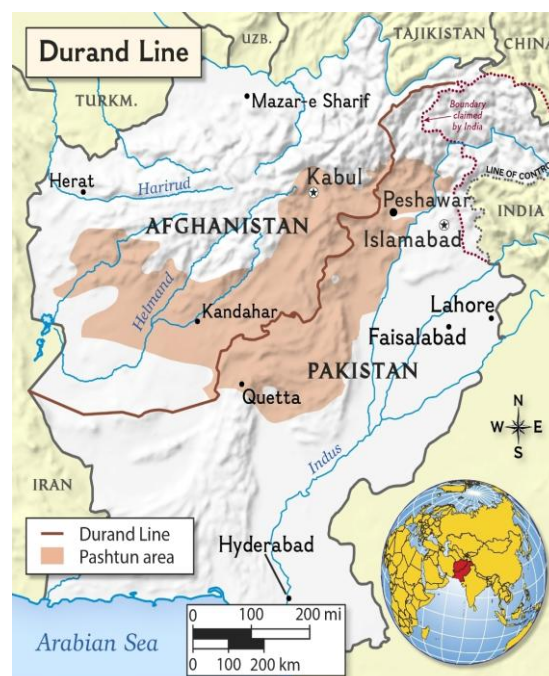 Durand Line
UZB.
TAJIKISTAN
CHINA
TURKM.
Mazar-e Sharif
Boundary
claimed
by India
LINE OF CONTR
Herat
Harirud
Kabul
Peshawar
INDIA
AFGHANISTAN
Islamabad
Helmand
Kandahar
Lahore
Faisalabad
PAKISTAN
Quetta
N
W E
S
Indus
IRAN
Durand Line
Pashtun area
Hyderabad
0 100 200 mi
0 100 200 km
Arabian Sea